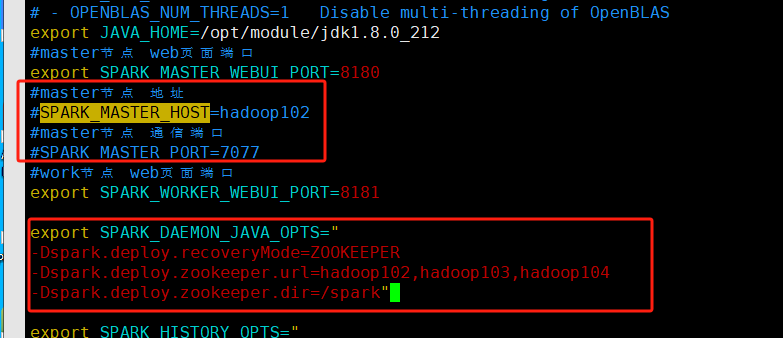 # - OPENBLAS_NUM_THREADS=1   Disable multi-threading of OpenBLAS
export JAVA_HOME=/opt/module/jdk1.8.0_212
#master节点 web页面端口
export SPARK_MASTER_WEBUI_PORT=8180
#master节点 地址
#SPARK_MASTER_HOST=hadoop102
#master节点 通信端口
#SPARK_MASTER_PORT=7077
#work节点 web页面端口
export SPARK_WORKER_WEBUI_PORT=8181
export SPARK_DAEMON_JAVA_OPTS="
-Dspark.deploy.recoveryMode=ZOOKEEPER
-Dspark.deploy.zookeeper.url=hadoop102,hadoop103,hadoop104
-Dspark.deploy.zookeeper.dir=/spark"
export SPARK_HISTORY_OPTS="